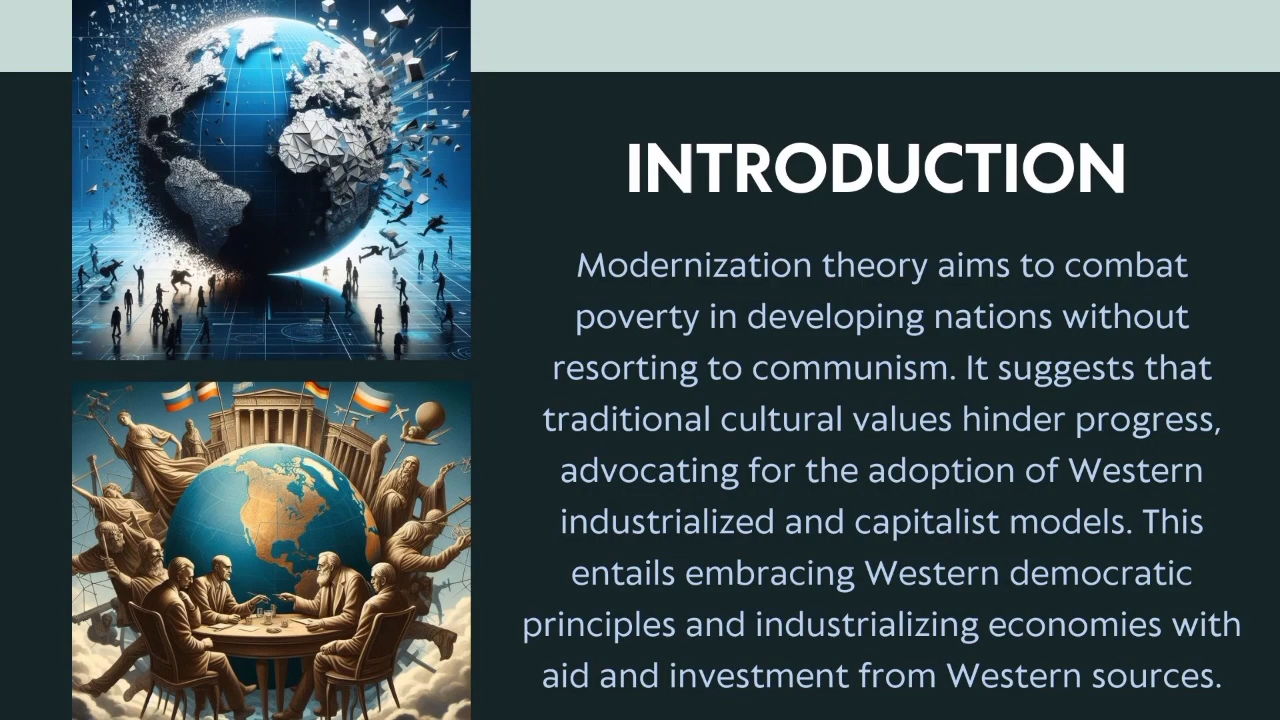 INTRODUCTION
Modernization theory aims to combat
poverty in developing nations without
resorting to communism. It suggests that
traditional cultural values hinder progress,
advocating for the adoption of Western
industrialized and capitalist models. This
entails embracing Western democratic
principles and industrializing economies with
aid and investment from Western sources.